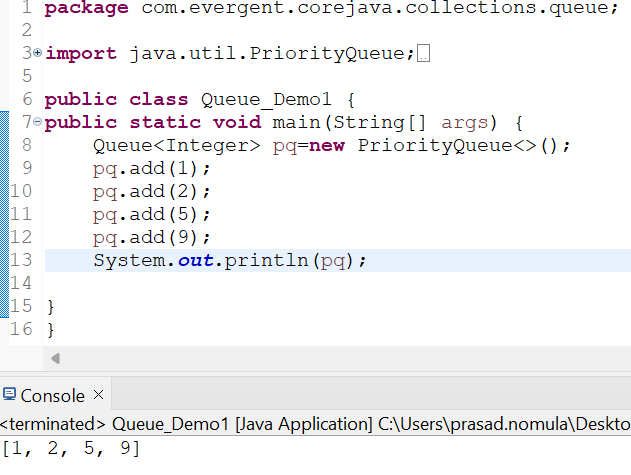 1 package com.evergent.corejava.collections.queue;
2
3 import java.util.PriorityQueue;
5
6 public class Queue_Demo1 {
7 public static void main(String[] args) {
8 Queue<Integer> pq=new PriorityQueue<>();
9 pq.add(1);
10 pq.add(2);
11 pq.add(5);
12 pq.add(9);
13 System.out.println(pq);
14
15 }
16 }
Console
<terminated> Queue_Demo1 [Java Application] C:\Users\prasad.nomula\Deskto
[1, 2, 5, 9]